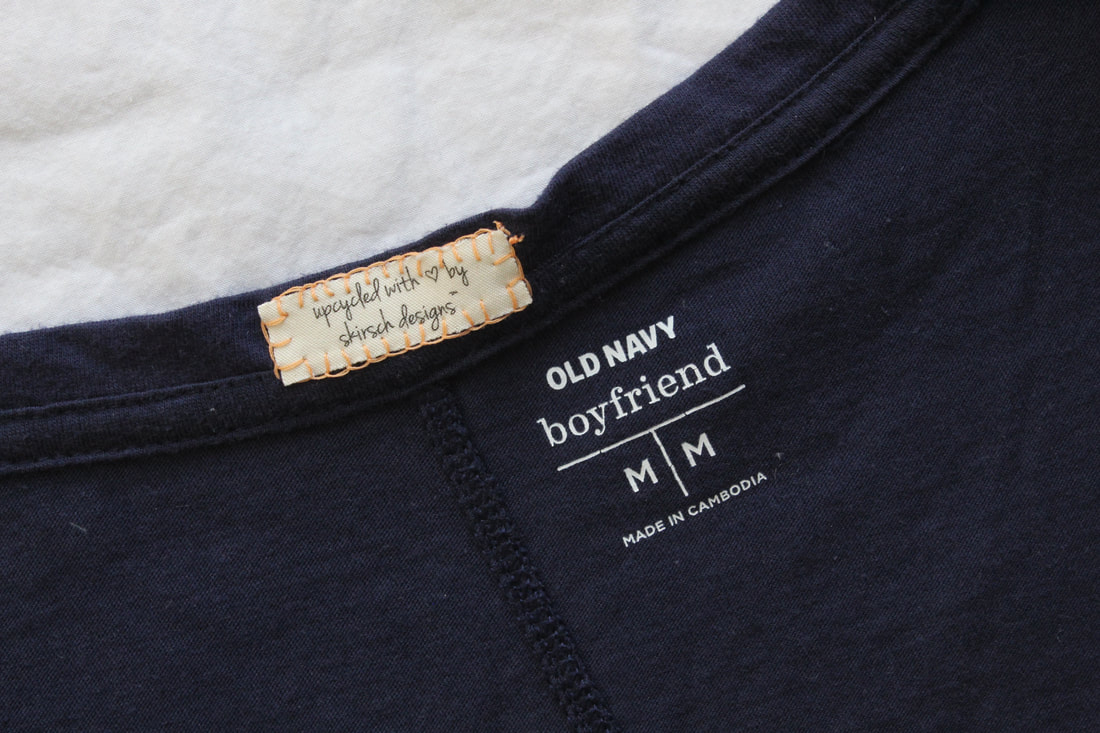 upcycled with ♡ by
skirsch designs™
OLD NAVY
boyfriend
M M
MADE IN CAMBODIA